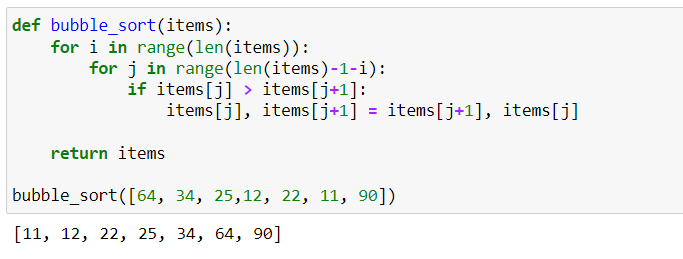 def bubble_sort(items):
    for i in range(len(items)):
        for j in range(len(items)-1-i):
            if items[j] > items[j+1]:
                items[j], items[j+1] = items[j+1], items[j]

    return items

bubble_sort([64, 34, 25,12, 22, 11, 90])
[11, 12, 22, 25, 34, 64, 90]